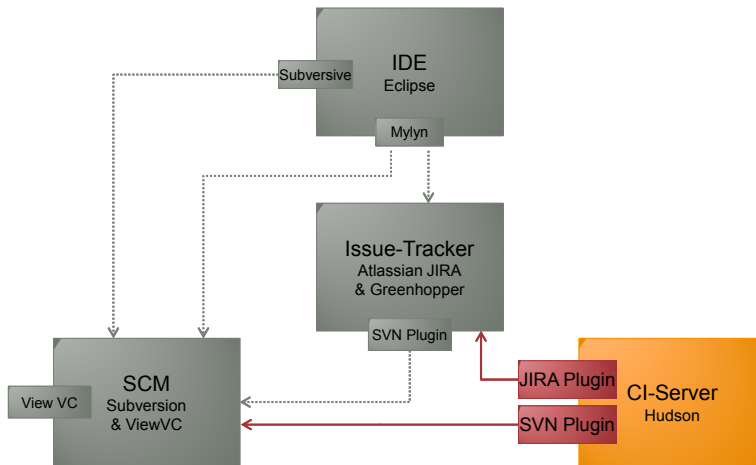 IDE
Eclipse
Subversive
Mylyn
Issue-Tracker
Atlassian JIRA
& Greenhopper
SVN Plugin
SCM
Subversion
& ViewVC
View VC
JIRA Plugin
SVN Plugin
CI-Server
Hudson